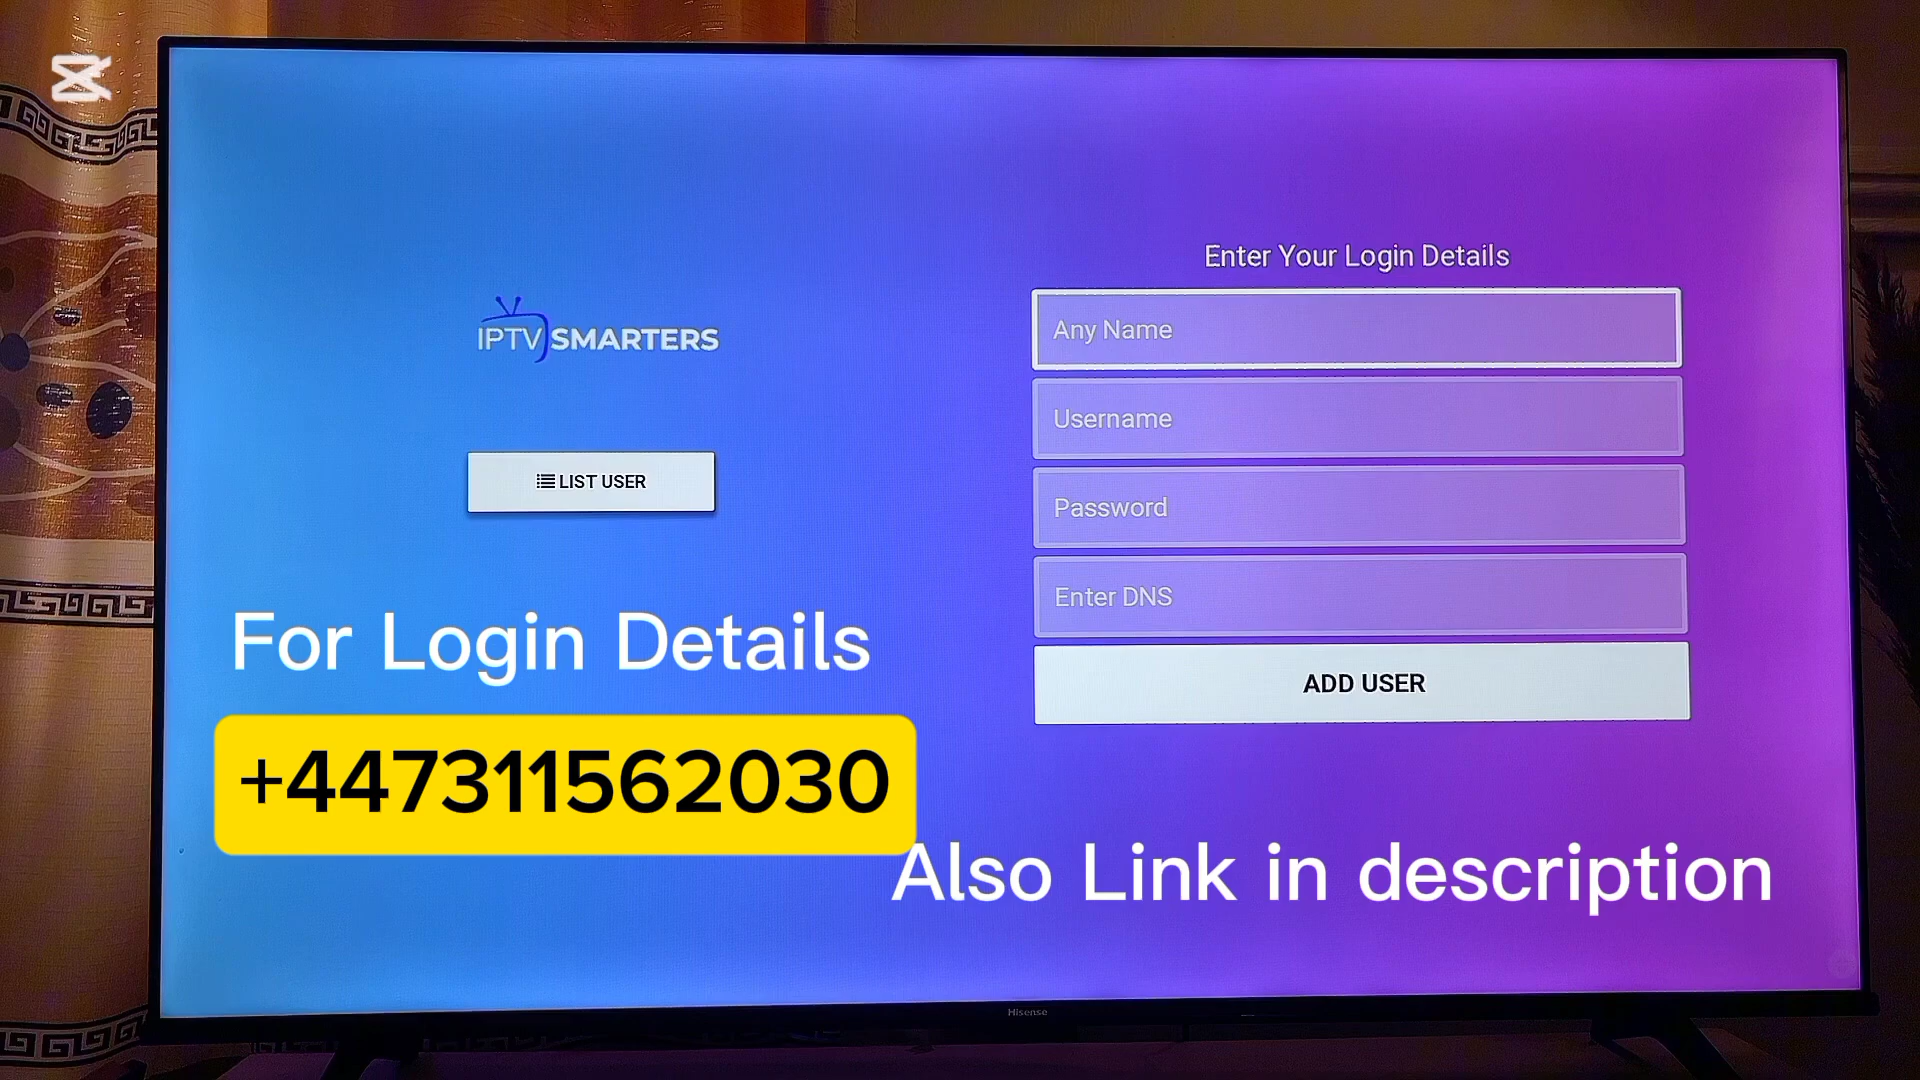 IPTV SMARTERS
LIST USER
Enter Your Login Details
Any Name
Username
Password
Enter DNS
ADD USER
For Login Details
+447311562030
Also Link in description
Hisense